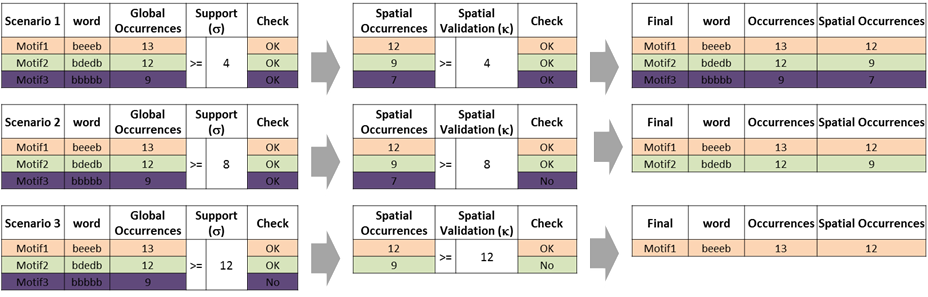 Scenario 1 word Global Occurrences Support (σ) Check
Motif1 beeeb 13 >= 4 OK
Motif2 bdedb 12 OK
Motif3 bbbbb 9 OK
Spatial Occurrences Spatial Validation (κ) Check
12 >= 4 OK
9 OK
7 OK
Final word Occurrences Spatial Occurrences
Motif1 beeeb 13 12
Motif2 bdedb 12 9
Motif3 bbbbb 9 7
Scenario 2 word Global Occurrences Support (σ) Check
Motif1 beeeb 13 >= 8 OK
Motif2 bdedb 12 OK
Motif3 bbbbb 9 OK
Spatial Occurrences Spatial Validation (κ) Check
12 >= 8 OK
9 OK
7 No
Final word Occurrences Spatial Occurrences
Motif1 beeeb 13 12
Motif2 bdedb 12 9
Scenario 3 word Global Occurrences Support (σ) Check
Motif1 beeeb 13 >= 12 OK
Motif2 bdedb 12 OK
Motif3 bbbbb 9 No
Spatial Occurrences Spatial Validation (κ) Check
12 >= 12 OK
9 No
Final word Occurrences Spatial Occurrences
Motif1 beeeb 13 12